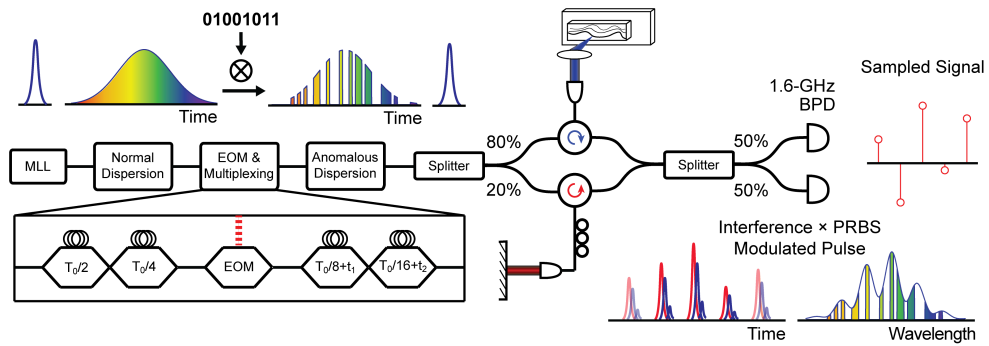 01001011
Time
Time
1.6-GHz
BPD
Sampled Signal
MLL
Normal
Dispersion
EOM &
Multiplexing
Anomalous
Dispersion
Splitter
80%
20%
Splitter
50%
50%
T₀/2
T₀/4
EOM
T₀/8+t₁
T₀/16+t₂
Interference × PRBS
Modulated Pulse
Time
Wavelength